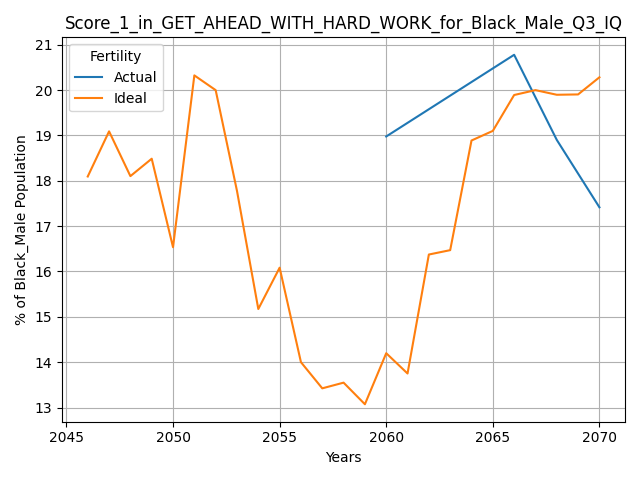 Score_1_in_GET_AHEAD_WITH_HARD_WORK_for_Black_Male_Q3_IQ
Fertility
Actual
Ideal
% of Black_Male Population
21
20
19
18
17
16
15
14
13
2045 2050 2055 2060 2065 2070
Years